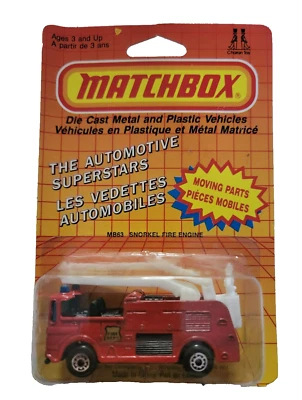 Ages 3 and Up
A partir de 3 ans
MATCHBOX
Die Cast Metal and Plastic Vehicles
Véhicules en Plastique et Métal Matricé
THE AUTOMOTIVE
SUPERSTARS
LES VEDETTES
AUTOMOBILES
MOVING PARTS
PIÈCES MOBILES
MB63 SNORKEL FIRE ENGINE